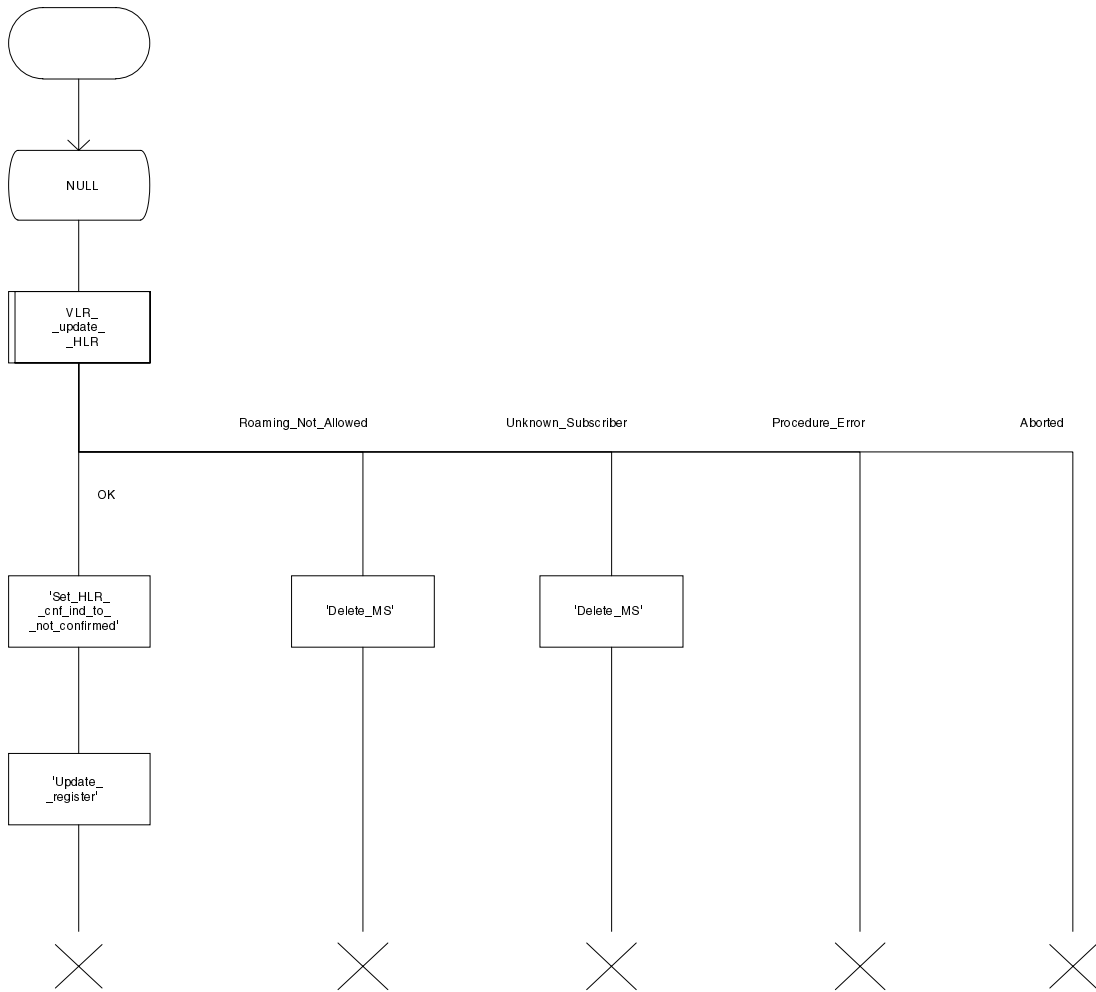 NULL
VLR_
_update_
_HLR
Roaming_Not_Allowed
Unknown_Subscriber
Procedure_Error
Aborted
OK
'Set_HLR_
_cnf_ind_to_
_not_confirmed'
'Delete_MS'
'Delete_MS'
'Update_
_register'